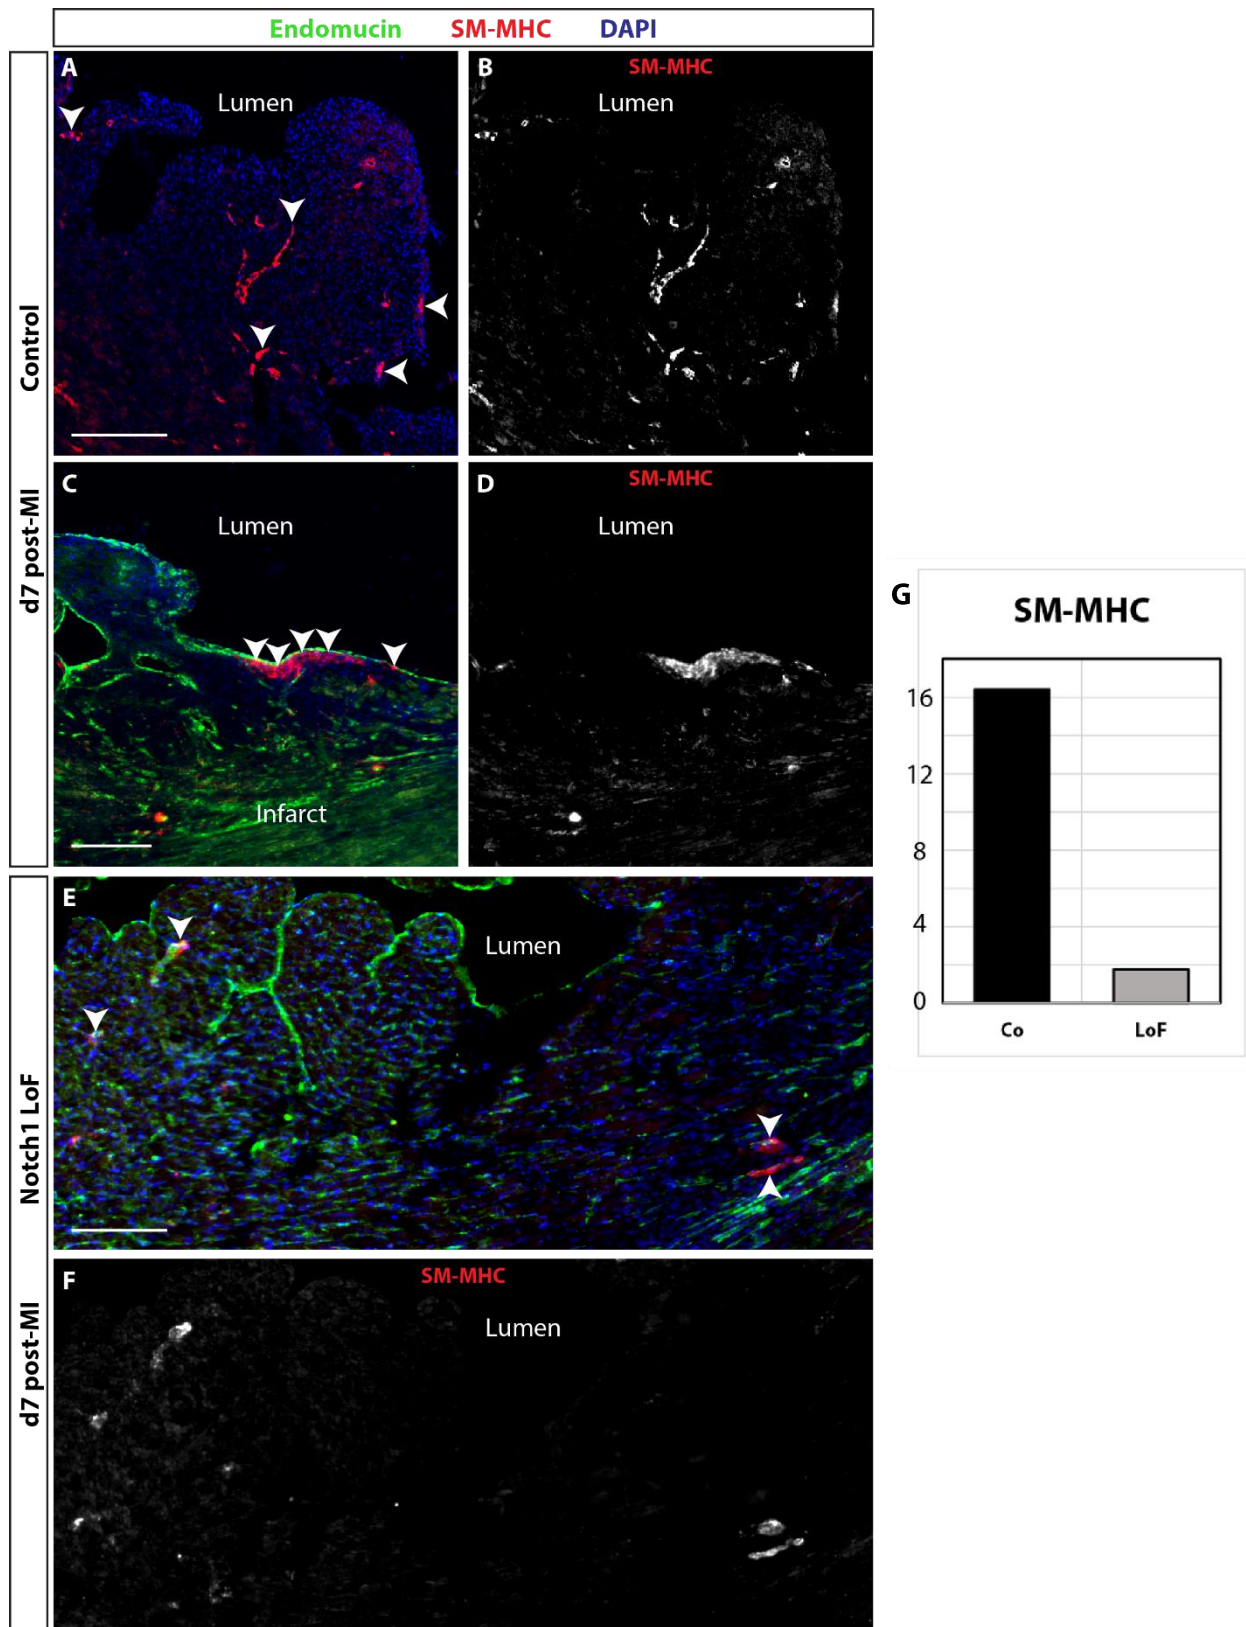 Endomucin SM-MHC DAPI
Control
d7 post-MI
A
Lumen
B
SM-MHC
Lumen
C
Lumen
Infarct
D
SM-MHC
Lumen
Notch1 LoF
d7 post-MI
E
Lumen
F
SM-MHC
Lumen
G
SM-MHC
16
12
8
4
0
Co LoF